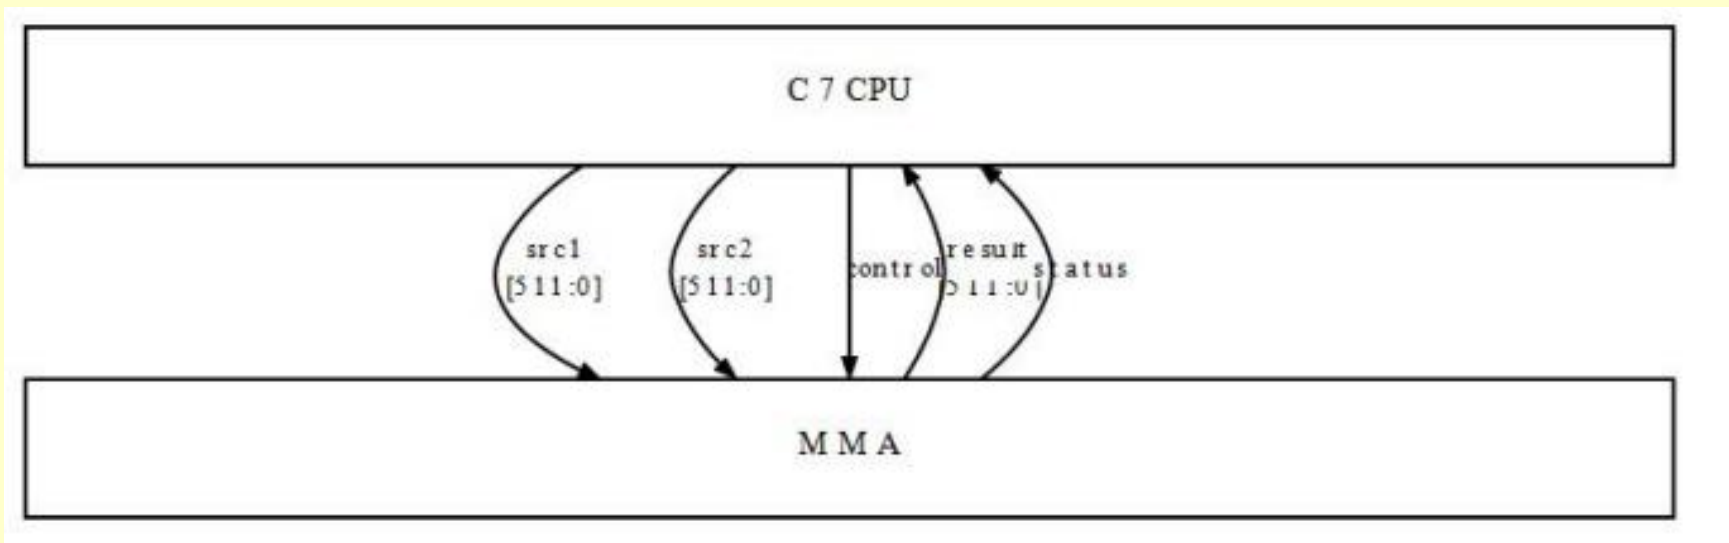 C7 CPU
src1
[511:0]
src2
[511:0]
control
result
[511:0]
status
MMA